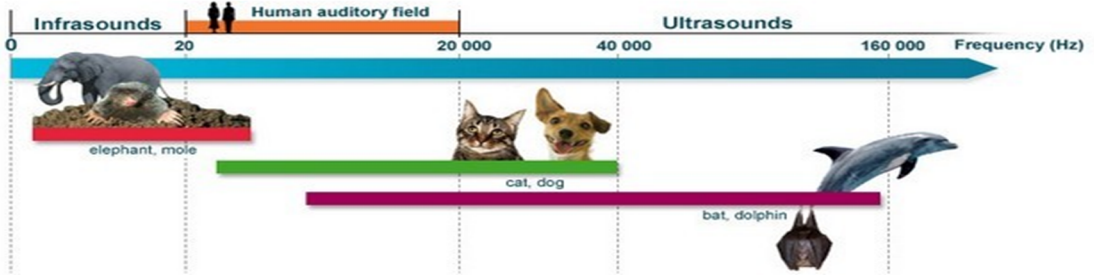 Infrasounds
Human auditory field
Ultrasounds
0 20 20 000 40 000 160 000 Frequency (Hz)
elephant, mole
cat, dog
bat, dolphin